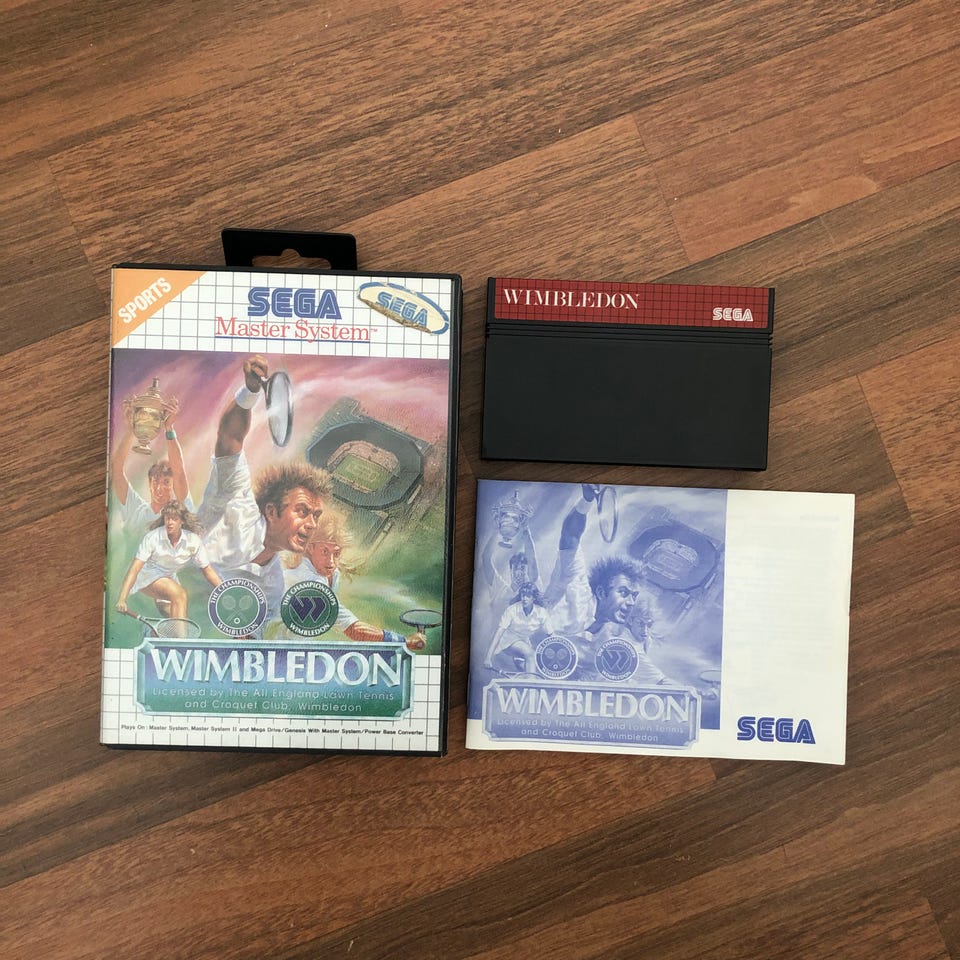 SPORTS
SEGA
Master System™
SEGA
THE CHAMPIONSHIPS
WIMBLEDON
THE CHAMPIONSHIPS
WIMBLEDON
WIMBLEDON
Licensed by The All England Lawn Tennis
and Croquet Club, Wimbledon
Plays On : Master System, Master System II and Mega Drive/Genesis With Master System/Power Base Converter
WIMBLEDON
SEGA
WIMBLEDON
Licensed by The All England Lawn Tennis
and Croquet Club, Wimbledon
SEGA